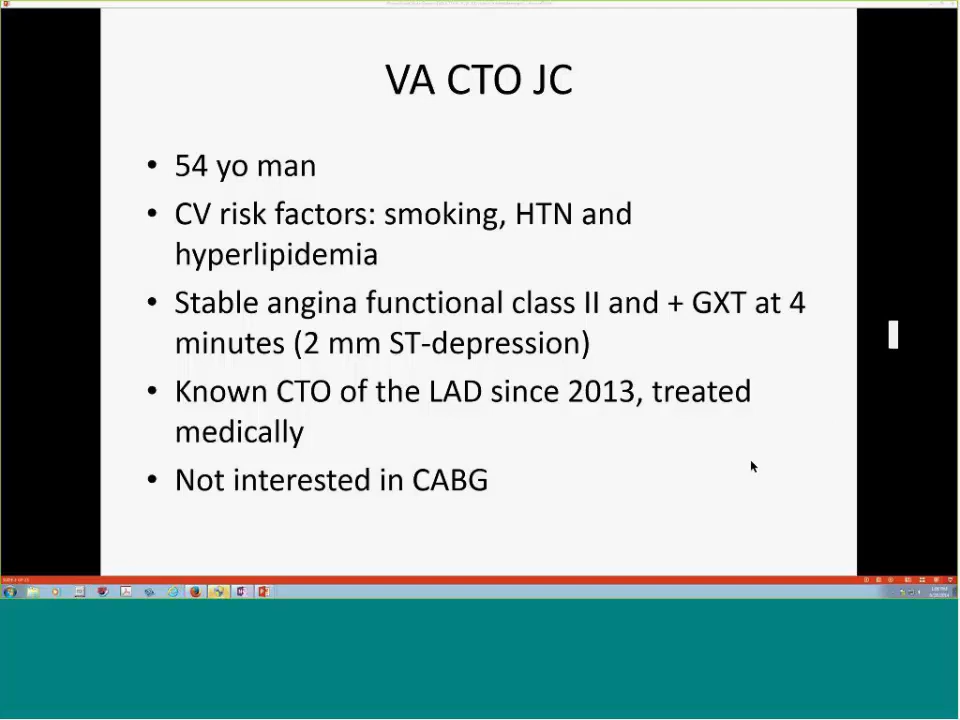 VA CTO JC
• 54 yo man
• CV risk factors: smoking, HTN and
hyperlipidemia
• Stable angina functional class II and + GXT at 4
minutes (2 mm ST-depression)
• Known CTO of the LAD since 2013, treated
medically
• Not interested in CABG